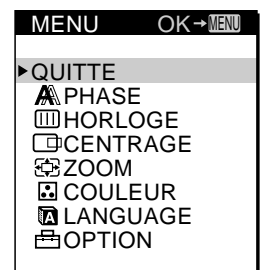 MENU OK→MENU
▶QUITTE
PHASE
HORLOGE
CENTRAGE
ZOOM
COULEUR
LANGUAGE
OPTION